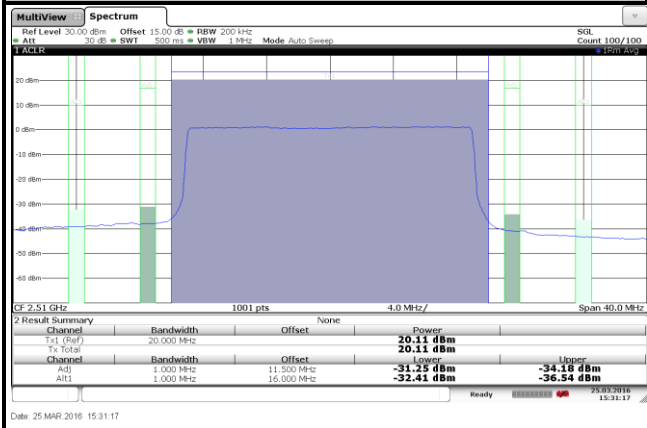 MultiView Spectrum
Ref Level 30.00 dBm Offset 15.00 dB RBW 200 kHz SGL
Att 30 dB SWT 500 ms VBW 1 MHz Mode Auto Sweep Count 100/100
1 ACLR 1Rm Avg
20 dBm
10 dBm
0 dBm
-10 dBm
-20 dBm
-30 dBm
-40 dBm
-50 dBm
-60 dBm
CF 2.51 GHz 1001 pts 4.0 MHz/ Span 40.0 MHz
2 Result Summary None
Channel Bandwidth Offset Power
Tx1 (Ref) 20.000 MHz 20.11 dBm
Tx Total 20.11 dBm
Channel Bandwidth Offset Lower Upper
Adj 1.000 MHz 11.500 MHz -31.25 dBm -34.18 dBm
Alt1 1.000 MHz 16.000 MHz -32.41 dBm -36.54 dBm
Ready 25.03.2016
15:31:17
Date: 25.MAR.2016 15:31:17